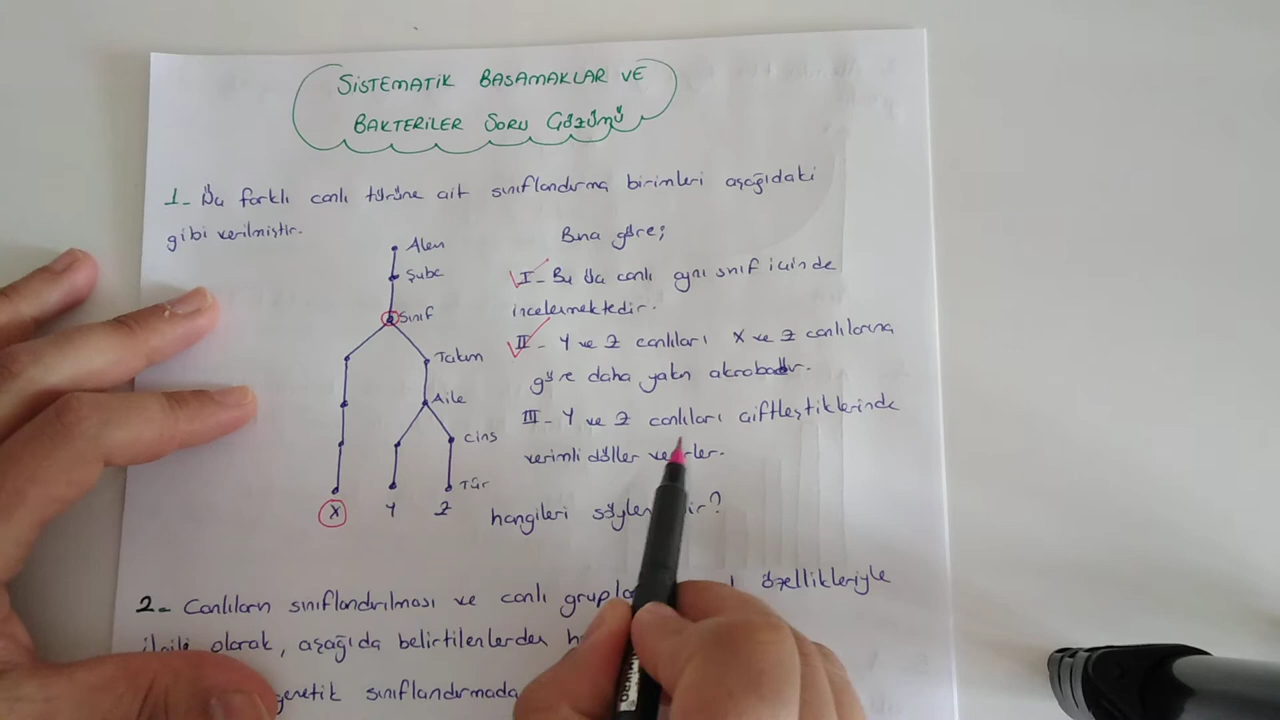 SİSTEMATİK BASAMAKLAR VE
BAKTERİLER SORU ÇÖZÜMÜ
1- Üç farklı canlı türüne ait sınıflandırma birimleri aşağıdaki
gibi verilmiştir.
Alem
Şube
Sınıf
Takım
Aile
Cins
Tür
X Y Z
Buna göre;
I- Bu üç canlı aynı sınıf içinde
incelenmektedir.
II- Y ve Z canlıları X ve Z canlılarına
göre daha yakın akrabadır.
III- Y ve Z canlıları çiftleştiklerinde
verimli döller
hangileri
2- Canlıların sınıflandırılması ve canlı özellikleriyle
ilgili olarak, aşağıda belirtilenlerden
sınıflandırmada